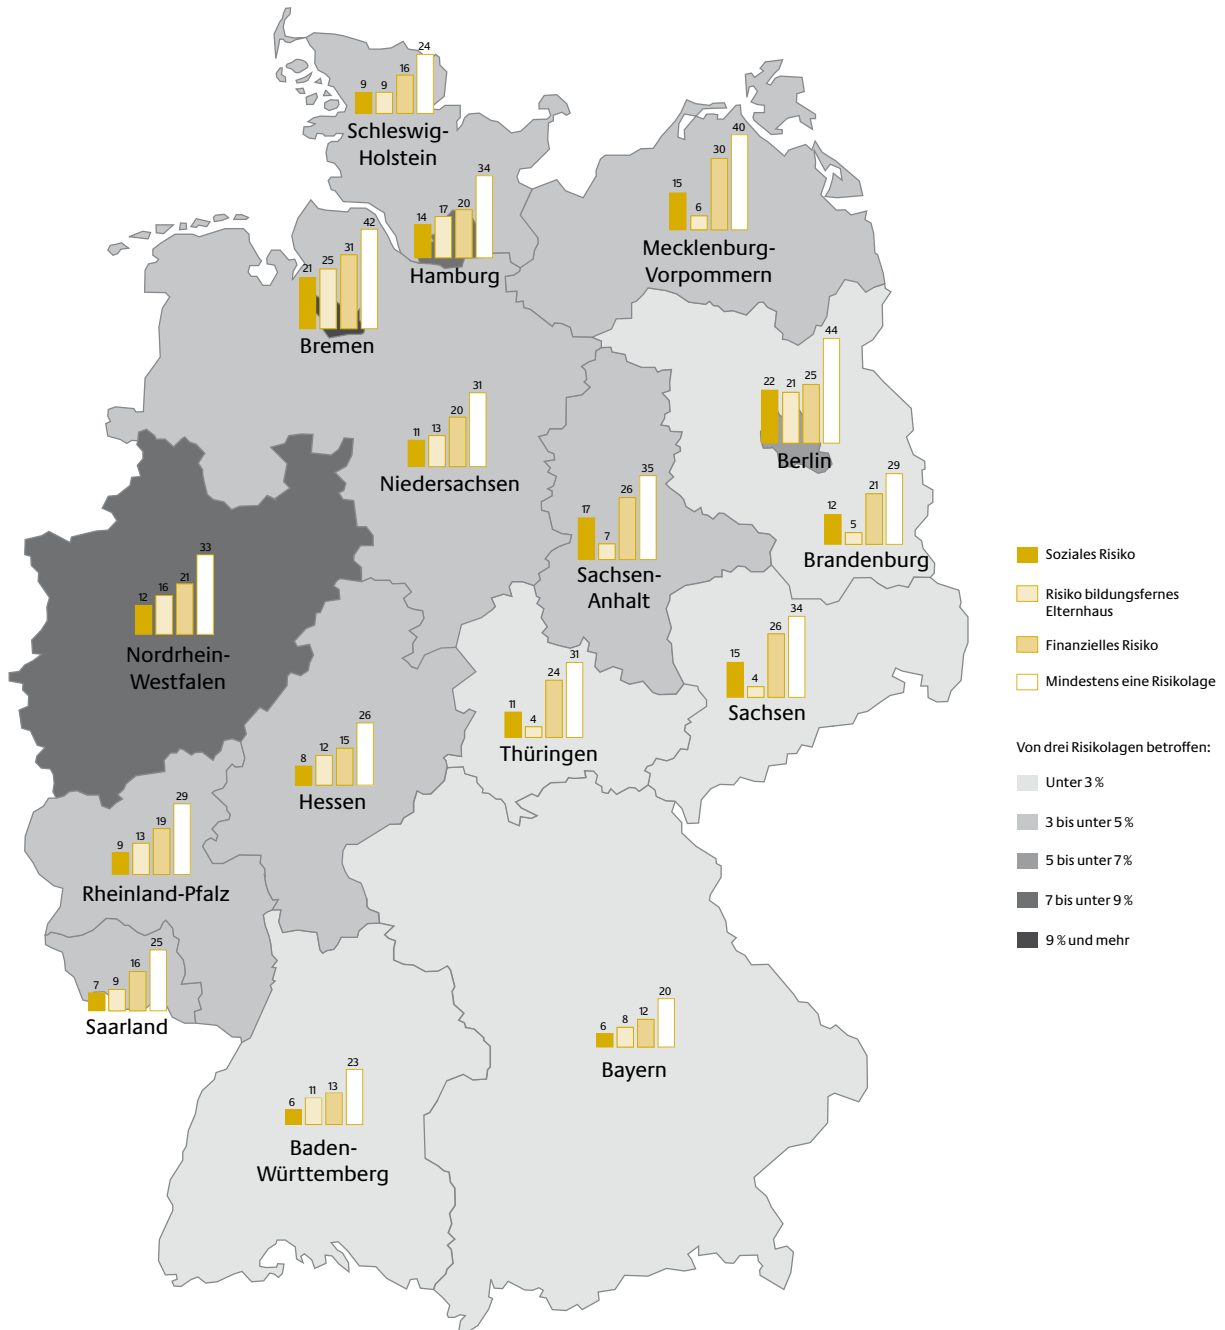 24
16
9
9
Schleswig-
Holstein
34
20
17
14
Hamburg
40
30
15
6
Mecklenburg-
Vorpommern
42
31
25
21
Bremen
44
25
22
21
Berlin
31
20
13
11
Niedersachsen
35
26
17
7
Sachsen-
Anhalt
29
21
12
5
Brandenburg
33
21
16
12
Nordrhein-
Westfalen
34
26
15
4
Sachsen
31
24
11
4
Thüringen
26
15
12
8
Hessen
29
19
13
9
Rheinland-Pfalz
25
16
9
7
Saarland
20
12
8
6
Bayern
23
13
11
6
Baden-
Württemberg
Soziales Risiko
Risiko bildungsfernes
Elternhaus
Finanzielles Risiko
Mindestens eine Risikolage
Von drei Risikolagen betroffen:
Unter 3 %
3 bis unter 5 %
5 bis unter 7 %
7 bis unter 9 %
9 % und mehr